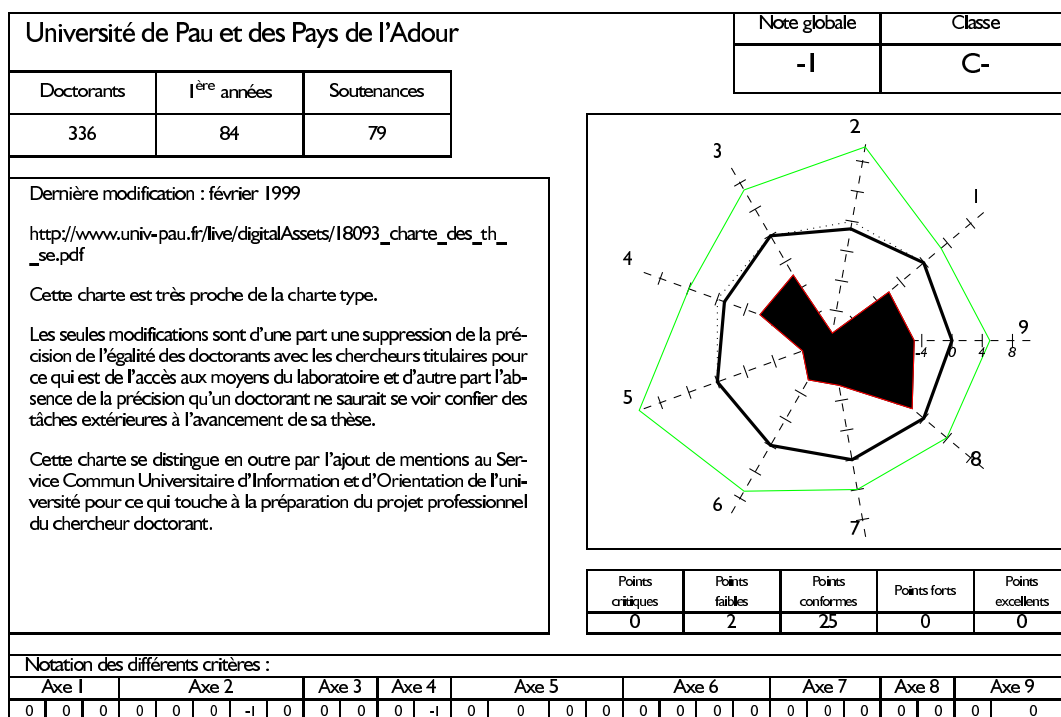 Université de Pau et des Pays de l'Adour
Note globale Classe
-1 C-
Doctorants 1ère années Soutenances
336 84 79
Dernière modification : février 1999
http://www.univ-pau.fr/live/digitalAssets/18093_charte_des_th_
_se.pdf
Cette charte est très proche de la charte type.
Les seules modifications sont d'une part une suppression de la pré-
cision de l'égalité des doctorants avec les chercheurs titulaires pour
ce qui est de l'accès aux moyens du laboratoire et d'autre part l'ab-
sence de la précision qu'un doctorant ne saurait se voir confier des
tâches extérieures à l'avancement de sa thèse.
Cette charte se distingue en outre par l'ajout de mentions au Ser-
vice Commun Universitaire d'Information et d'Orientation de l'uni-
versité pour ce qui touche à la préparation du projet professionnel
du chercheur doctorant.
2
3
1
4
9
-4 0 4 8
5
8
6
7
Points critiques Points faibles Points conformes Points forts Points excellents
0 2 25 0 0
Notation des différents critères :
Axe 1 Axe 2 Axe 3 Axe 4 Axe 5 Axe 6 Axe 7 Axe 8 Axe 9
0 0 0 0 0 0 -1 0 0 0 0 -1 0 0 0 0 0 0 0 0 0 0 0 0 0 0 0